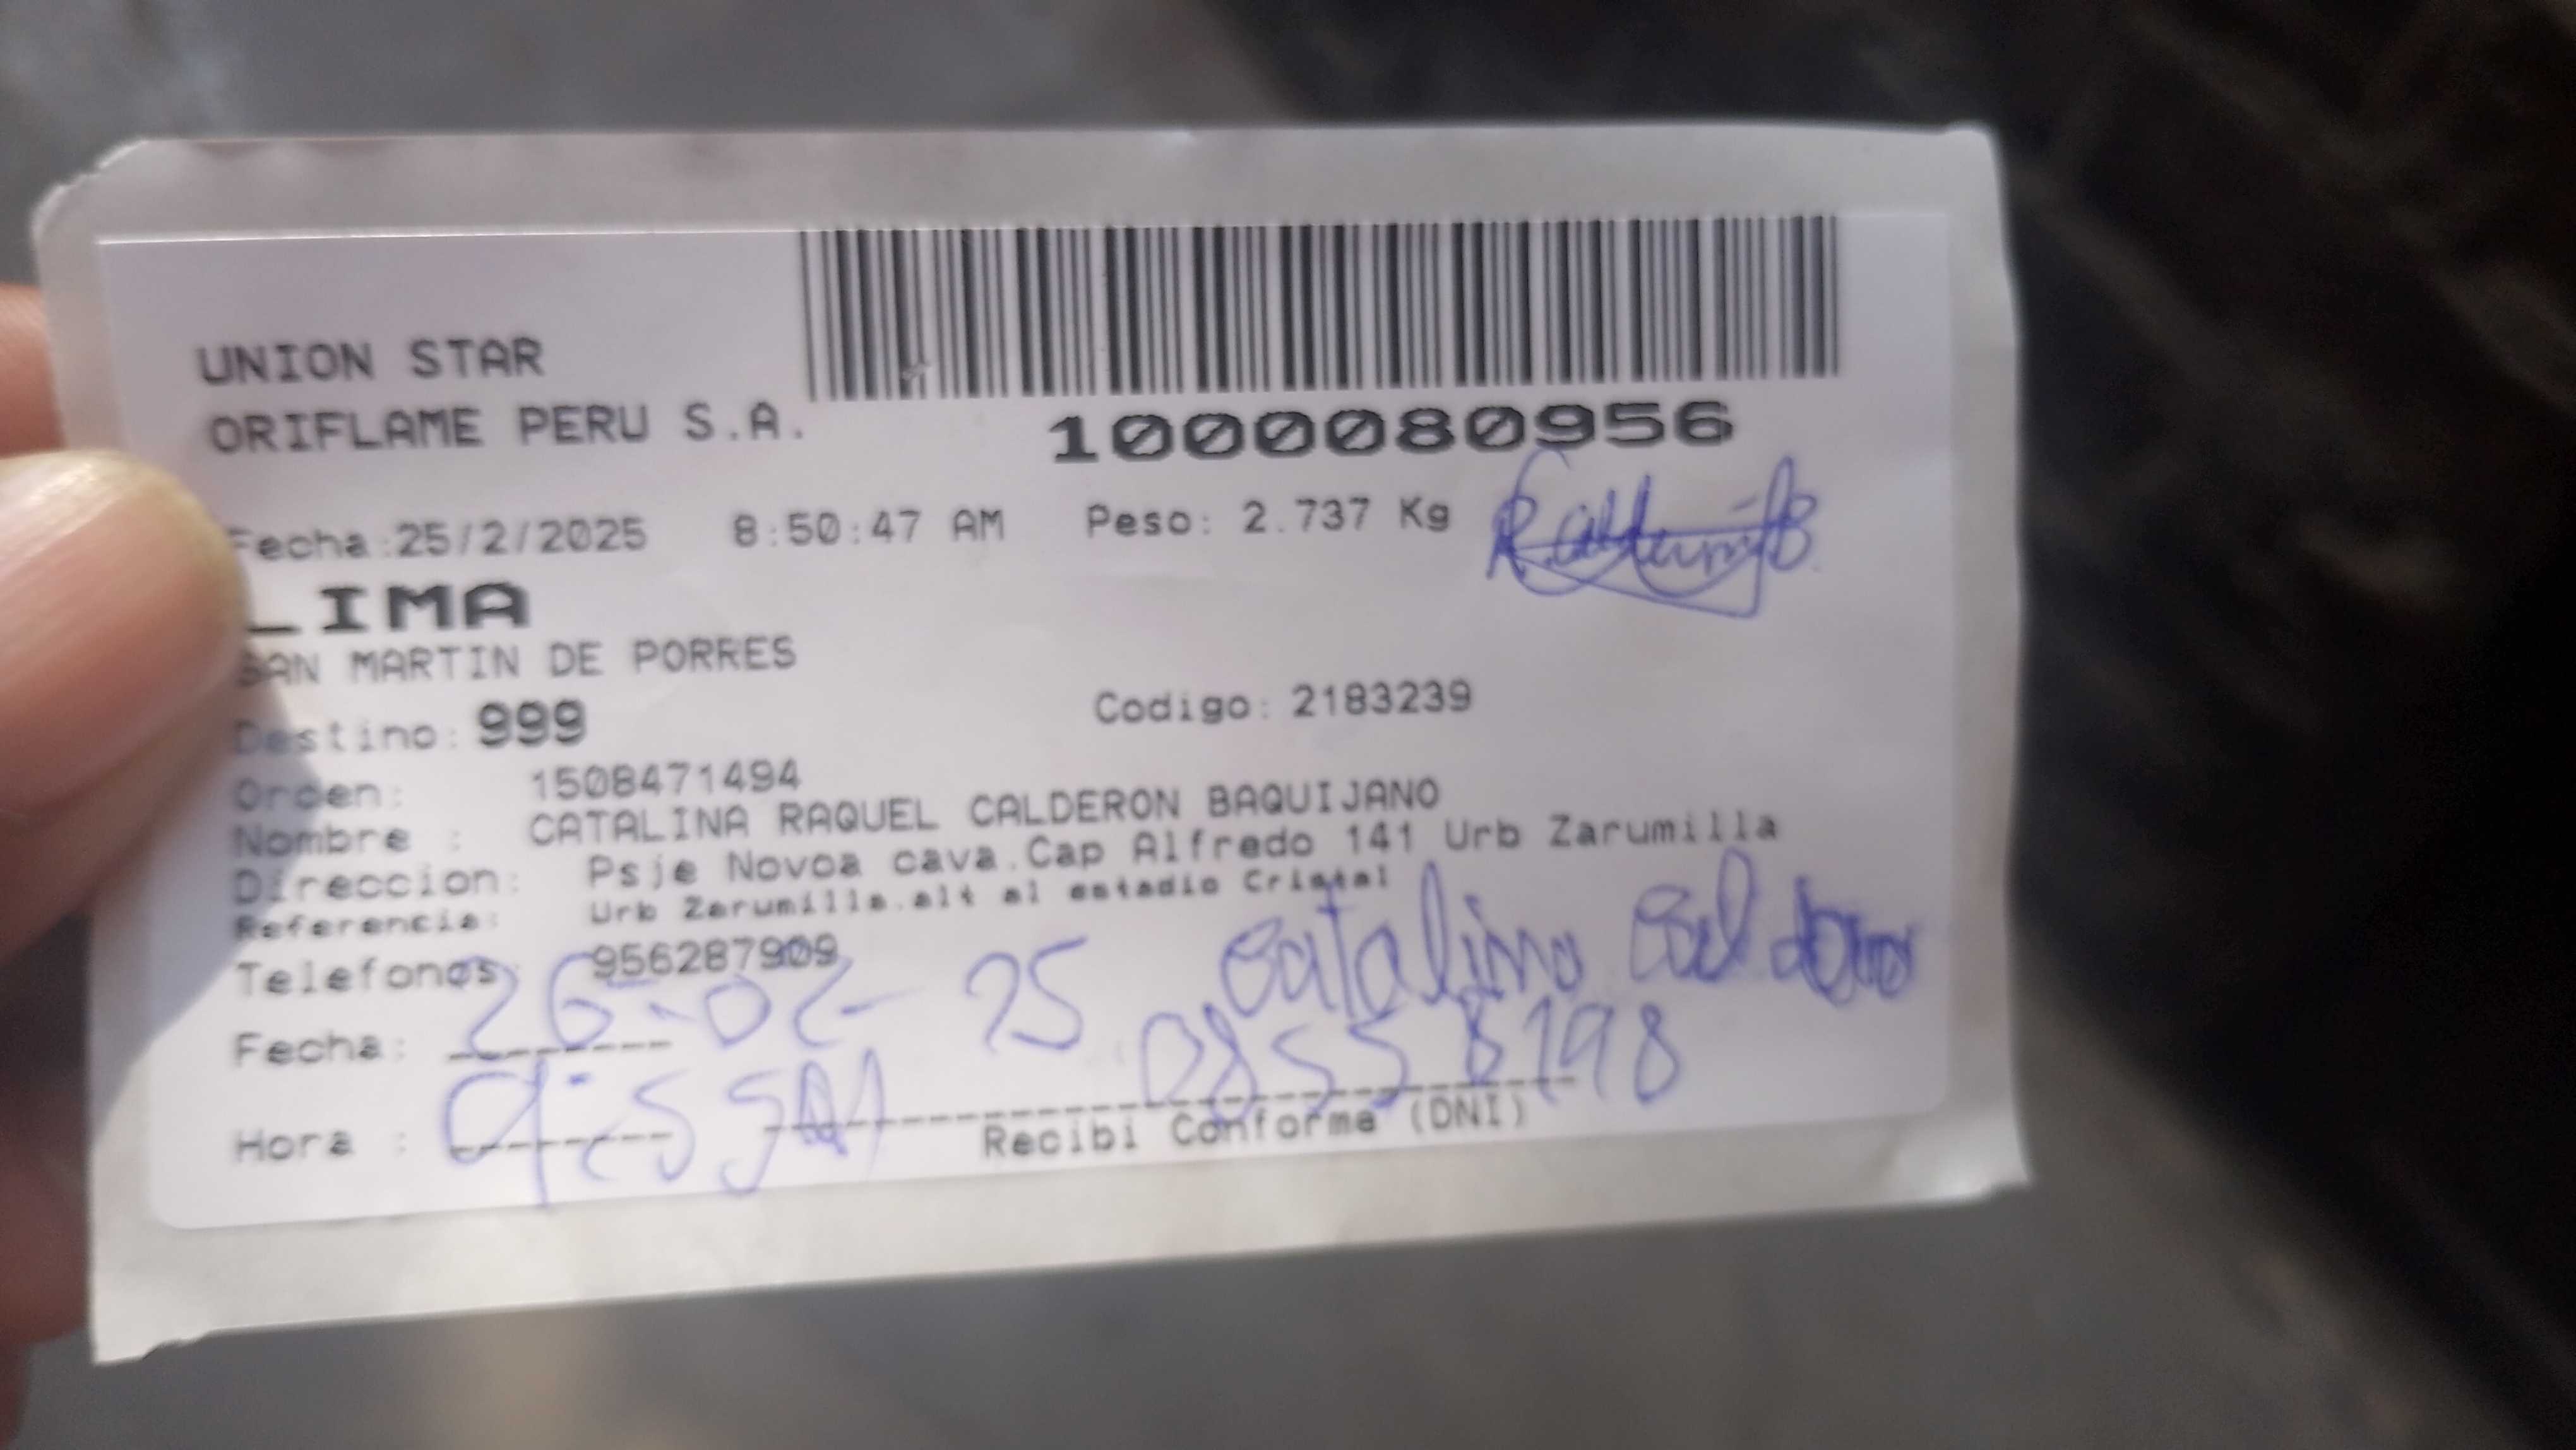 UNION STAR
ORIFLAME PERU S.A.
1000080956
Fecha:25/2/2025 8:50:47 AM Peso: 2.737 Kg
LIMA
SAN MARTIN DE PORRES
Destino: 999 Codigo: 2183239
Orden: 1508471494
Nombre : CATALINA RAQUEL CALDERON BAQUIJANO
Direccion: Psje Novoa cava.Cap Alfredo 141 Urb Zarumilla
Referencia: Urb Zarumilla.alt al estadio Cristal
Telefonos: 956287909
Catalina Calderon
Fecha: 26-02-25
08558198
Hora :
Recibi Conforme (DNI)